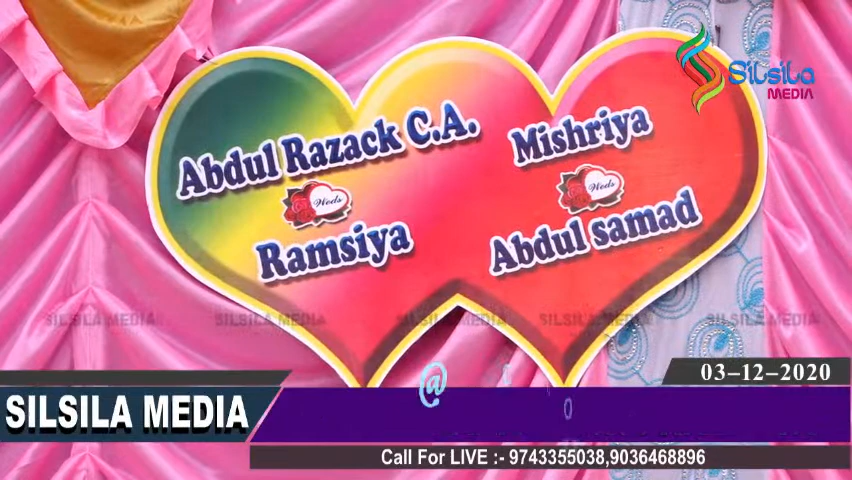 Silsila
MEDIA
Abdul Razack C.A.
Weds
Ramsiya
Mishriya
Weds
Abdul samad
SILSILA MEDIA SILSILA MEDIA SILSILA MEDIA SILSILA MEDIA SILSILA MEDIA
03-12-2020
@
SILSILA MEDIA
Call For LIVE :- 9743355038,9036468896